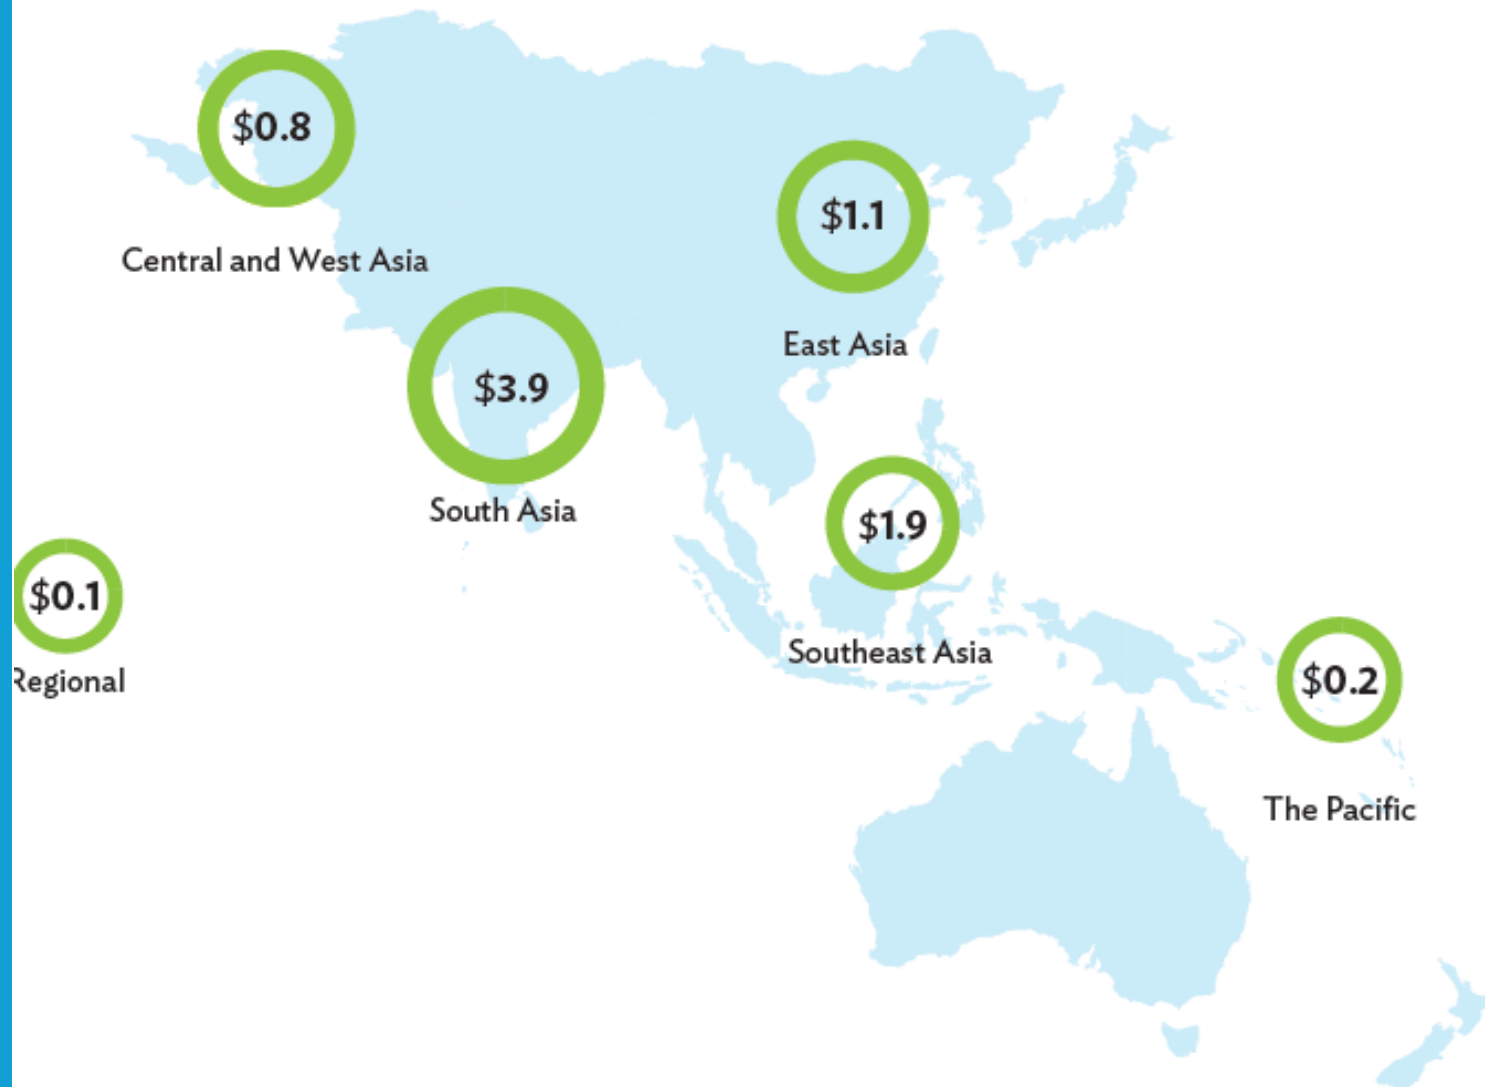 $0.8
Central and West Asia
$1.1
East Asia
$3.9
South Asia
$1.9
Southeast Asia
$0.1
Regional
$0.2
The Pacific